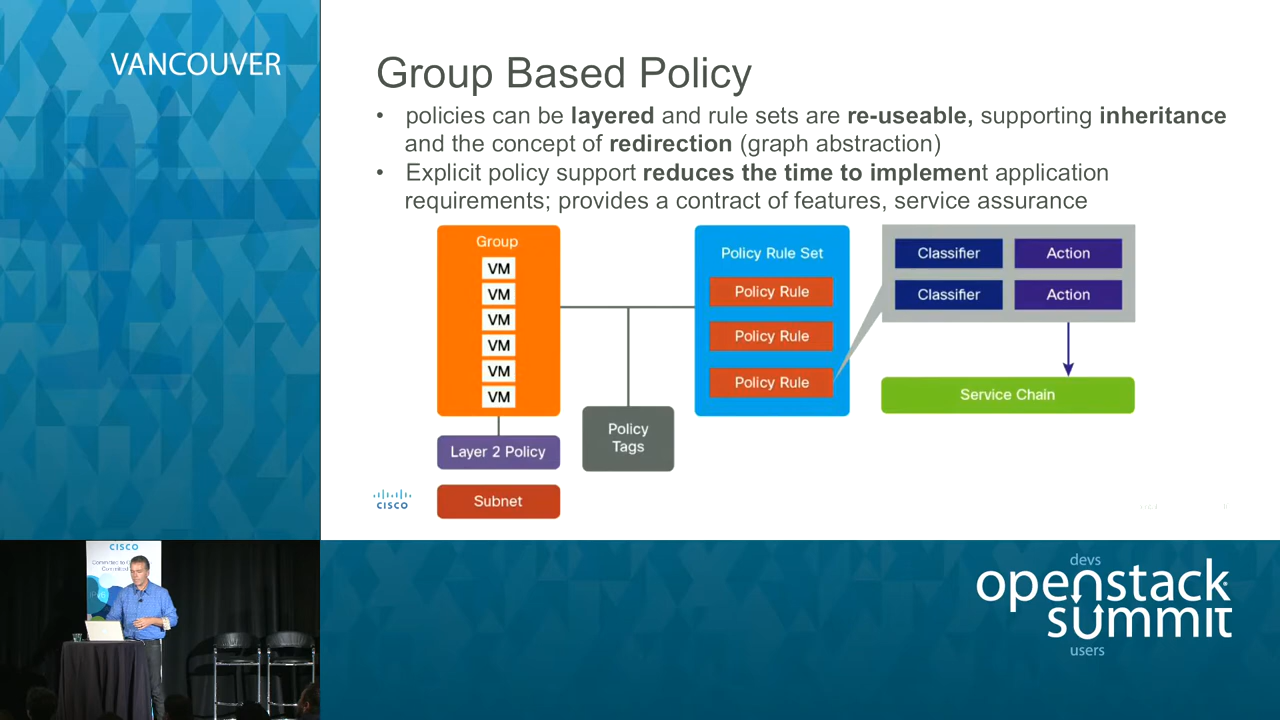 VANCOUVER
Group Based Policy
• policies can be layered and rule sets are re-useable, supporting inheritance
and the concept of redirection (graph abstraction)
• Explicit policy support reduces the time to implement application
requirements; provides a contract of features, service assurance
Group
VM
VM
VM
VM
VM
VM
Layer 2 Policy
Subnet
Policy
Tags
Policy Rule Set
Policy Rule
Policy Rule
Policy Rule
Classifier Action
Classifier Action
Service Chain
CISCO
CISCO
devs
openstack
summit
users